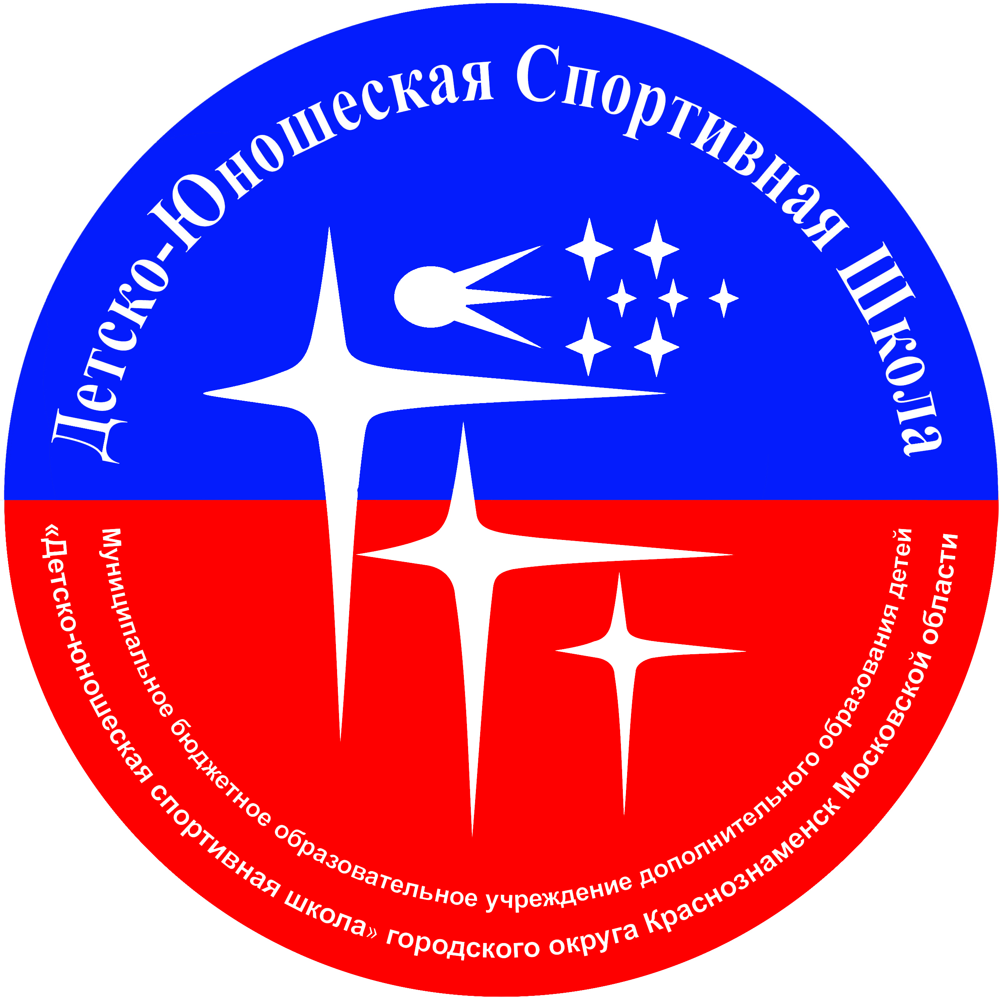 Детско-Юношеская Спортивная Школа
Муниципальное бюджетное образовательное учреждение дополнительного образования детей
«Детско-юношеская спортивная школа» городского округа Краснознаменск Московской области